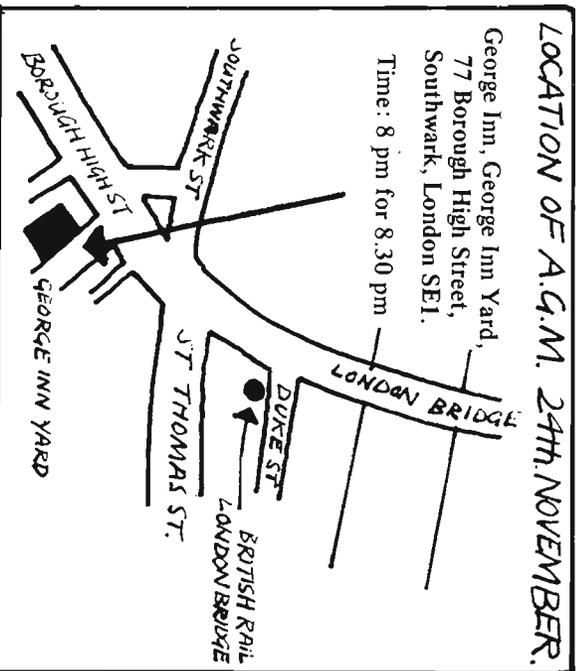 LOCATION OF A.G.M. 24th. NOVEMBER.
George Inn, George Inn Yard,
77 Borough High Street,
Southwark, London SE1.
Time: 8 pm for 8.30 pm
LONDON BRIDGE
SOUTHWARK ST
BOROUGH HIGH ST
DUKE ST
BRITISH RAIL
LONDON BRIDGE
ST THOMAS ST.
GEORGE INN YARD